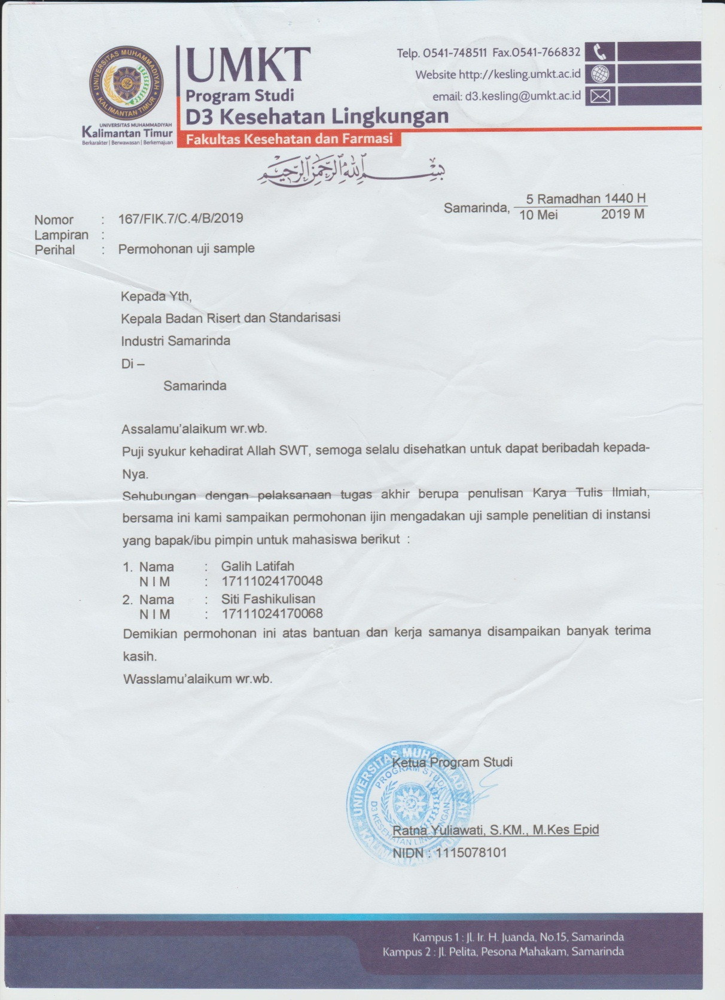 UNIVERSITAS MUHAMMADIYAH
KALIMANTAN TIMUR
UNIVERSITAS MUHAMMADIYAH
Kalimantan Timur
Berkarakter | Berwawasan | Berkemajuan
UMKT
Program Studi
D3 Kesehatan Lingkungan
Fakultas Kesehatan dan Farmasi
Telp. 0541-748511 Fax.0541-766832
Website http://kesling.umkt.ac.id
email: d3.kesling@umkt.ac.id
بسم الله الرحمن الرحيم
Samarinda, 5 Ramadhan 1440 H
10 Mei 2019 M
Nomor : 167/FIK.7/C.4/B/2019
Lampiran :
Perihal : Permohonan uji sample
Kepada Yth,
Kepala Badan Risert dan Standarisasi
Industri Samarinda
Di –
Samarinda
Assalamu’alaikum wr.wb.
Puji syukur kehadirat Allah SWT, semoga selalu disehatkan untuk dapat beribadah kepada-
Nya.
Sehubungan dengan pelaksanaan tugas akhir berupa penulisan Karya Tulis Ilmiah,
bersama ini kami sampaikan permohonan ijin mengadakan uji sample penelitian di instansi
yang bapak/ibu pimpin untuk mahasiswa berikut :
1. Nama : Galih Latifah
N I M : 17111024170048
2. Nama : Siti Fashikulisan
N I M : 17111024170068
Demikian permohonan ini atas bantuan dan kerja samanya disampaikan banyak terima
kasih.
Wasslamu’alaikum wr.wb.
Ketua Program Studi
UNIVERSITAS MUHAMMADIYAH
PROGRAM STUDI
D3 KESEHATAN LINGKUNGAN
KALIMANTAN TIMUR
Ratna Yuliawati, S.KM., M.Kes Epid
NIDN : 1115078101
Kampus 1 : Jl. Ir. H. Juanda, No.15, Samarinda
Kampus 2 : Jl. Pelita, Pesona Mahakam, Samarinda